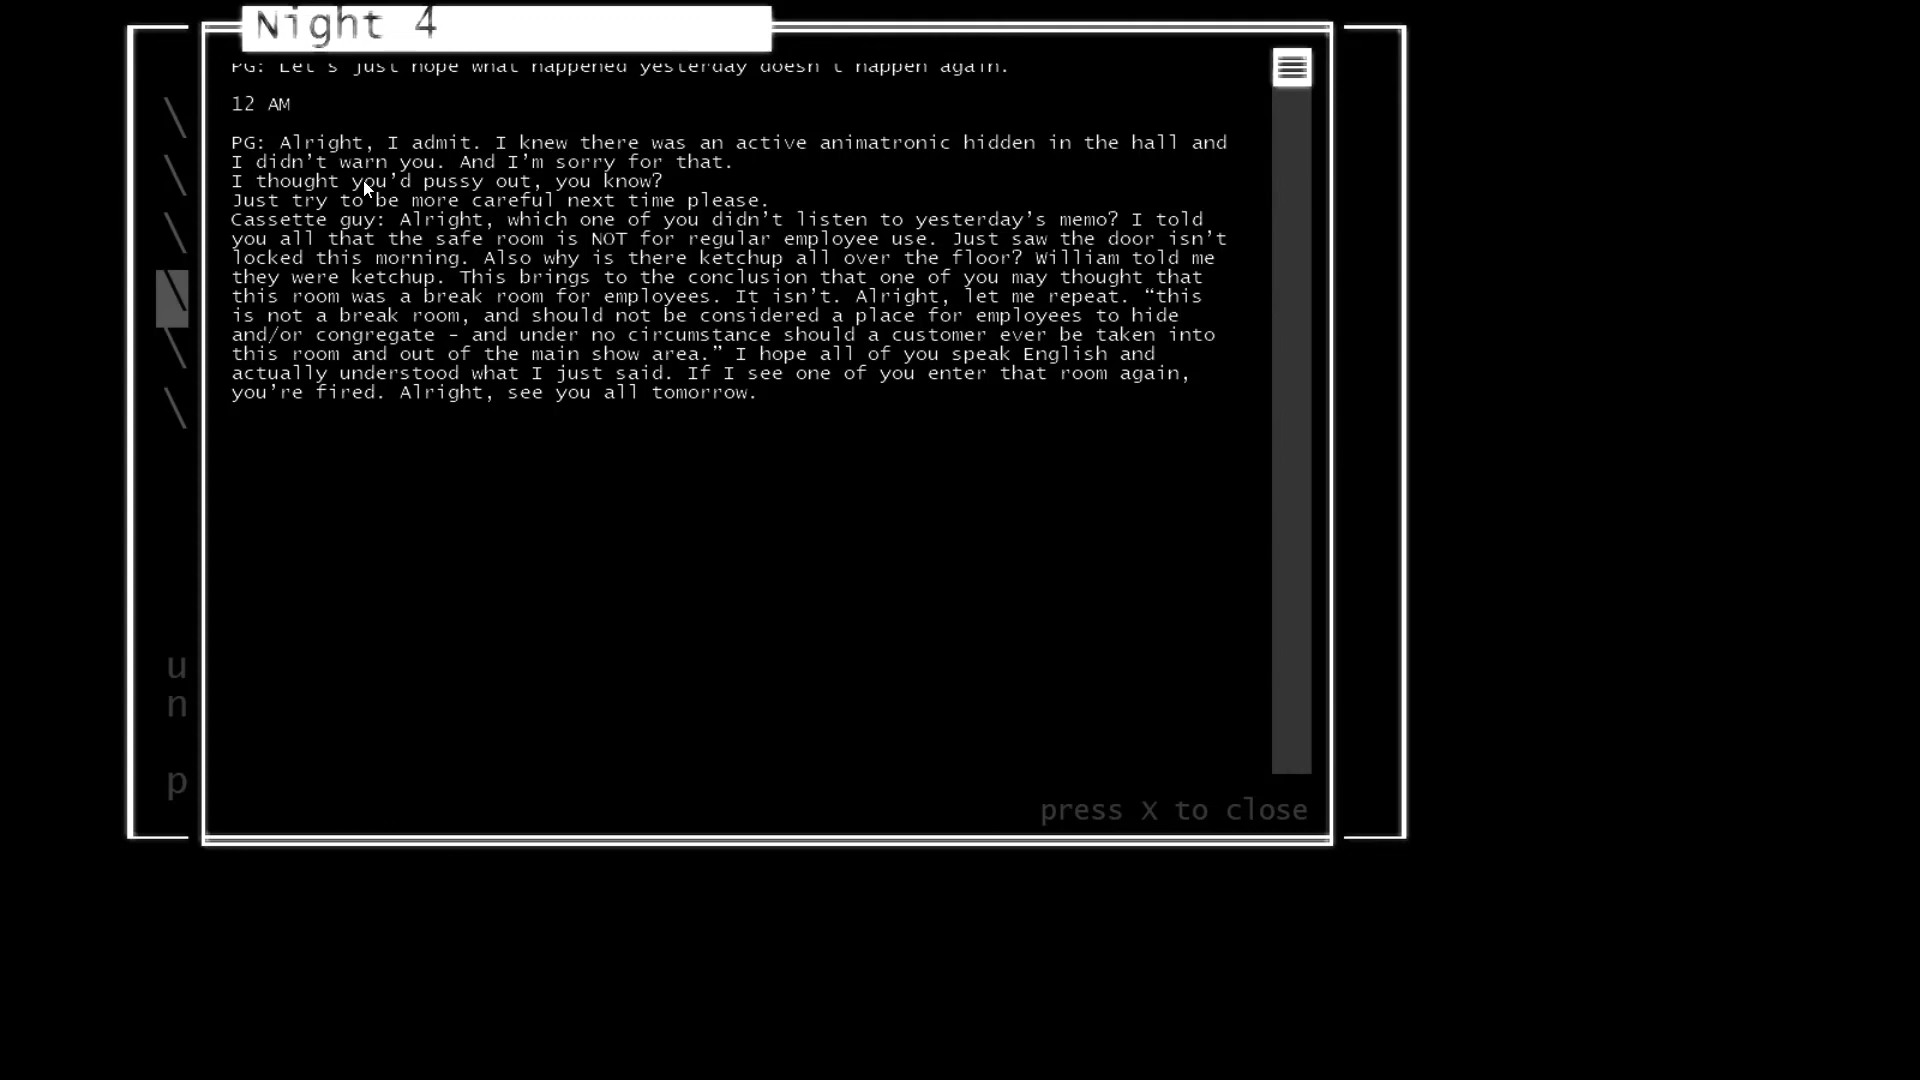 Night 4
PG: Let's just hope what happened yesterday doesn't happen again.
12 AM
PG: Alright, I admit. I knew there was an active animatronic hidden in the hall and
I didn’t warn you. And I’m sorry for that.
I thought you’d pussy out, you know?
Just try to be more careful next time please.
Cassette guy: Alright, which one of you didn’t listen to yesterday’s memo? I told
you all that the safe room is NOT for regular employee use. Just saw the door isn’t
locked this morning. Also why is there ketchup all over the floor? William told me
they were ketchup. This brings to the conclusion that one of you may thought that
this room was a break room for employees. It isn’t. Alright, let me repeat. “this
is not a break room, and should not be considered a place for employees to hide
and/or congregate - and under no circumstance should a customer ever be taken into
this room and out of the main show area.” I hope all of you speak English and
actually understood what I just said. If I see one of you enter that room again,
you’re fired. Alright, see you all tomorrow.
\
\
\
\
\
\
u
n
p
press X to close